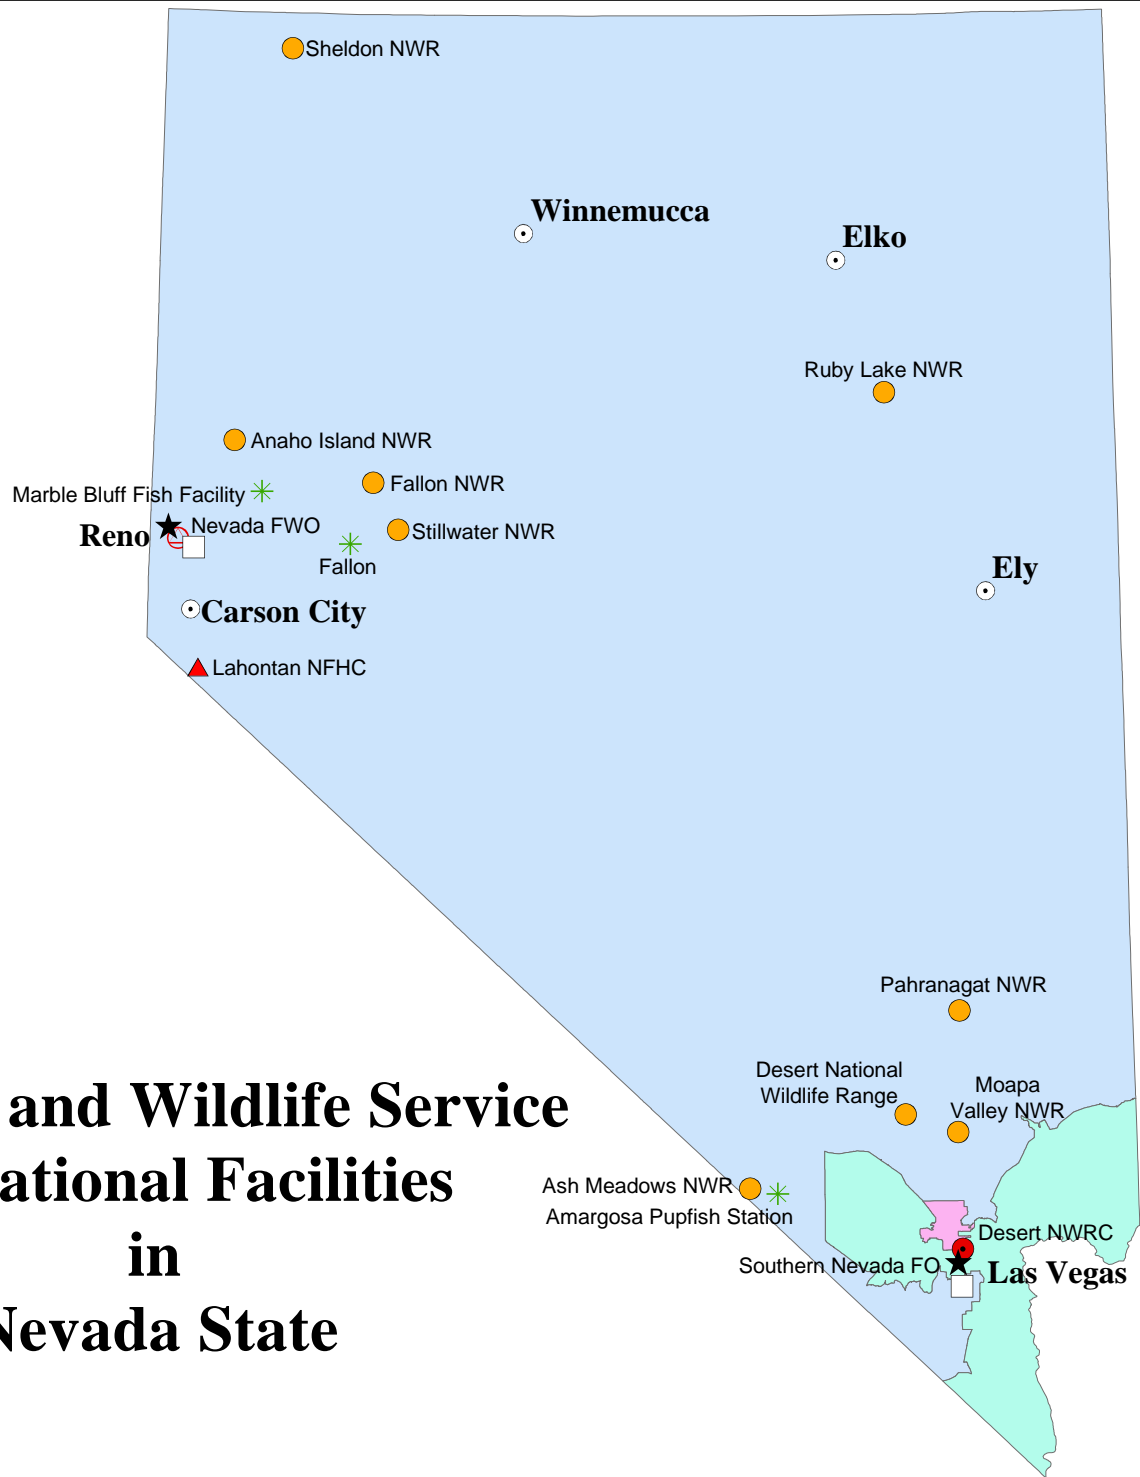 Sheldon NWR
Winnemucca
Elko
Ruby Lake NWR
Anaho Island NWR
Fallon NWR
Marble Bluff Fish Facility
Nevada FWO
Reno
Stillwater NWR
Fallon
Ely
Carson City
Lahontan NFHC
Pahranagat NWR
Desert National
Wildlife Range
Moapa
Valley NWR
Ash Meadows NWR
Amargosa Pupfish Station
Desert NWRC
Southern Nevada FO
Las Vegas
and Wildlife Service
ational Facilities
in
Nevada State